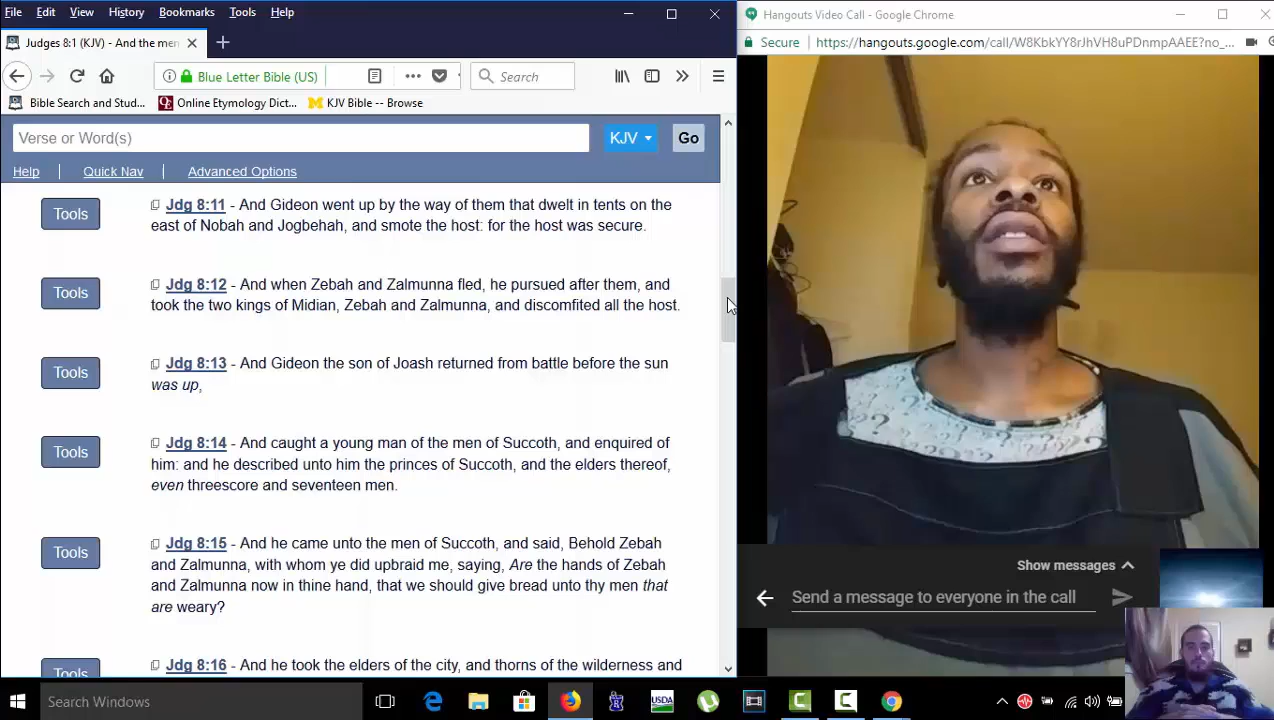 File Edit View History Bookmarks Tools Help
Judges 8:1 (KJV) - And the men
Blue Letter Bible (US)
Search
Bible Search and Stud...
Online Etymology Dict...
KJV Bible -- Browse
Verse or Word(s)
KJV
Go
Help
Quick Nav
Advanced Options
Tools
Jdg 8:11 - And Gideon went up by the way of them that dwelt in tents on the
east of Nobah and Jogbehah, and smote the host: for the host was secure.
Tools
Jdg 8:12 - And when Zebah and Zalmunna fled, he pursued after them, and
took the two kings of Midian, Zebah and Zalmunna, and discomfited all the host.
Tools
Jdg 8:13 - And Gideon the son of Joash returned from battle before the sun
was up,
Tools
Jdg 8:14 - And caught a young man of the men of Succoth, and enquired of
him: and he described unto him the princes of Succoth, and the elders thereof,
even threescore and seventeen men.
Tools
Jdg 8:15 - And he came unto the men of Succoth, and said, Behold Zebah
and Zalmunna, with whom ye did upbraid me, saying, Are the hands of Zebah
and Zalmunna now in thine hand, that we should give bread unto thy men that
are weary?
Tools
Jdg 8:16 - And he took the elders of the city, and thorns of the wilderness and
Hangouts Video Call - Google Chrome
Secure
https://hangouts.google.com/call/W8KbkYY8rJhVH8uPDnmpAAEE?no_...
Show messages
Send a message to everyone in the call
Search Windows
USDA